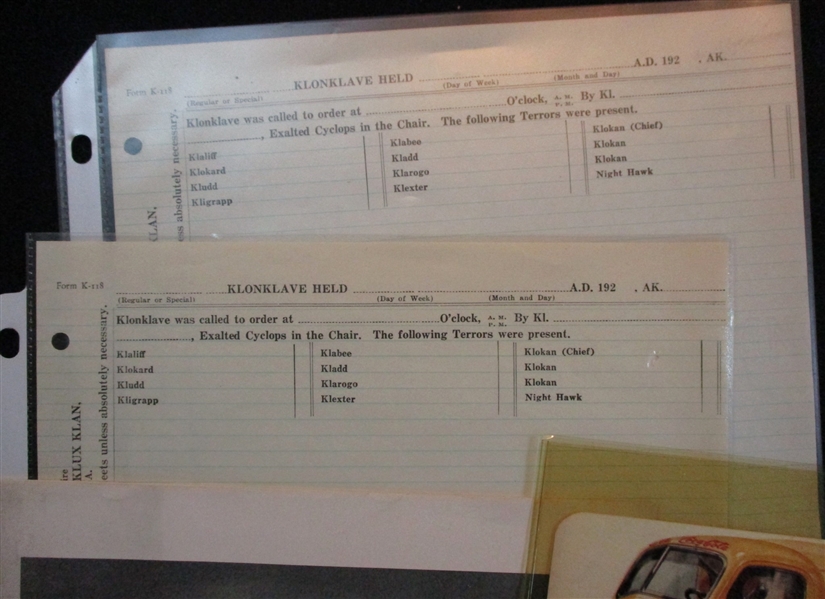 Form K-118
KLONKLAVE HELD A.D. 192 , AK.
(Regular or Special) (Day of Week) (Month and Day)
Klonklave was called to order at O'clock, A. M. P. M. By Kl.
, Exalted Cyclops in the Chair. The following Terrors were present.
Klaliff Klabee Klokan (Chief)
Klokard Kladd Klokan
Kludd Klarogo Klokan
Kligrapp Klexter Night Hawk
KLAN,
ess absolutely necessary.
Form K-118
KLONKLAVE HELD A.D. 192 , AK.
(Regular or Special) (Day of Week) (Month and Day)
Klonklave was called to order at O'clock, A. M. P. M. By Kl.
, Exalted Cyclops in the Chair. The following Terrors were present.
Klaliff Klabee Klokan (Chief)
Klokard Kladd Klokan
Kludd Klarogo Klokan
Kligrapp Klexter Night Hawk
ire
KLUX KLAN,
A.
eets unless absolutely necessary.